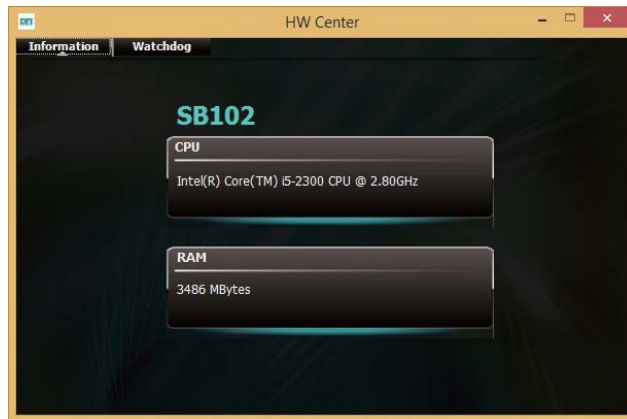 DFI
HW Center
Information Watchdog
SB102
CPU
Intel(R) Core(TM) i5-2300 CPU @ 2.80GHz
RAM
3486 MBytes